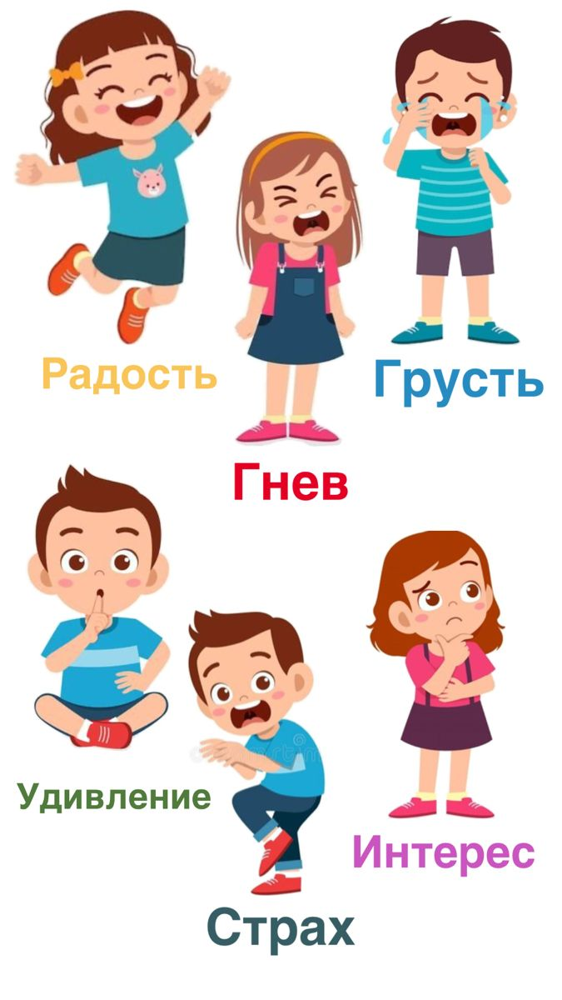 Радость
Грусть
Гнев
Удивление
Интерес
Страх